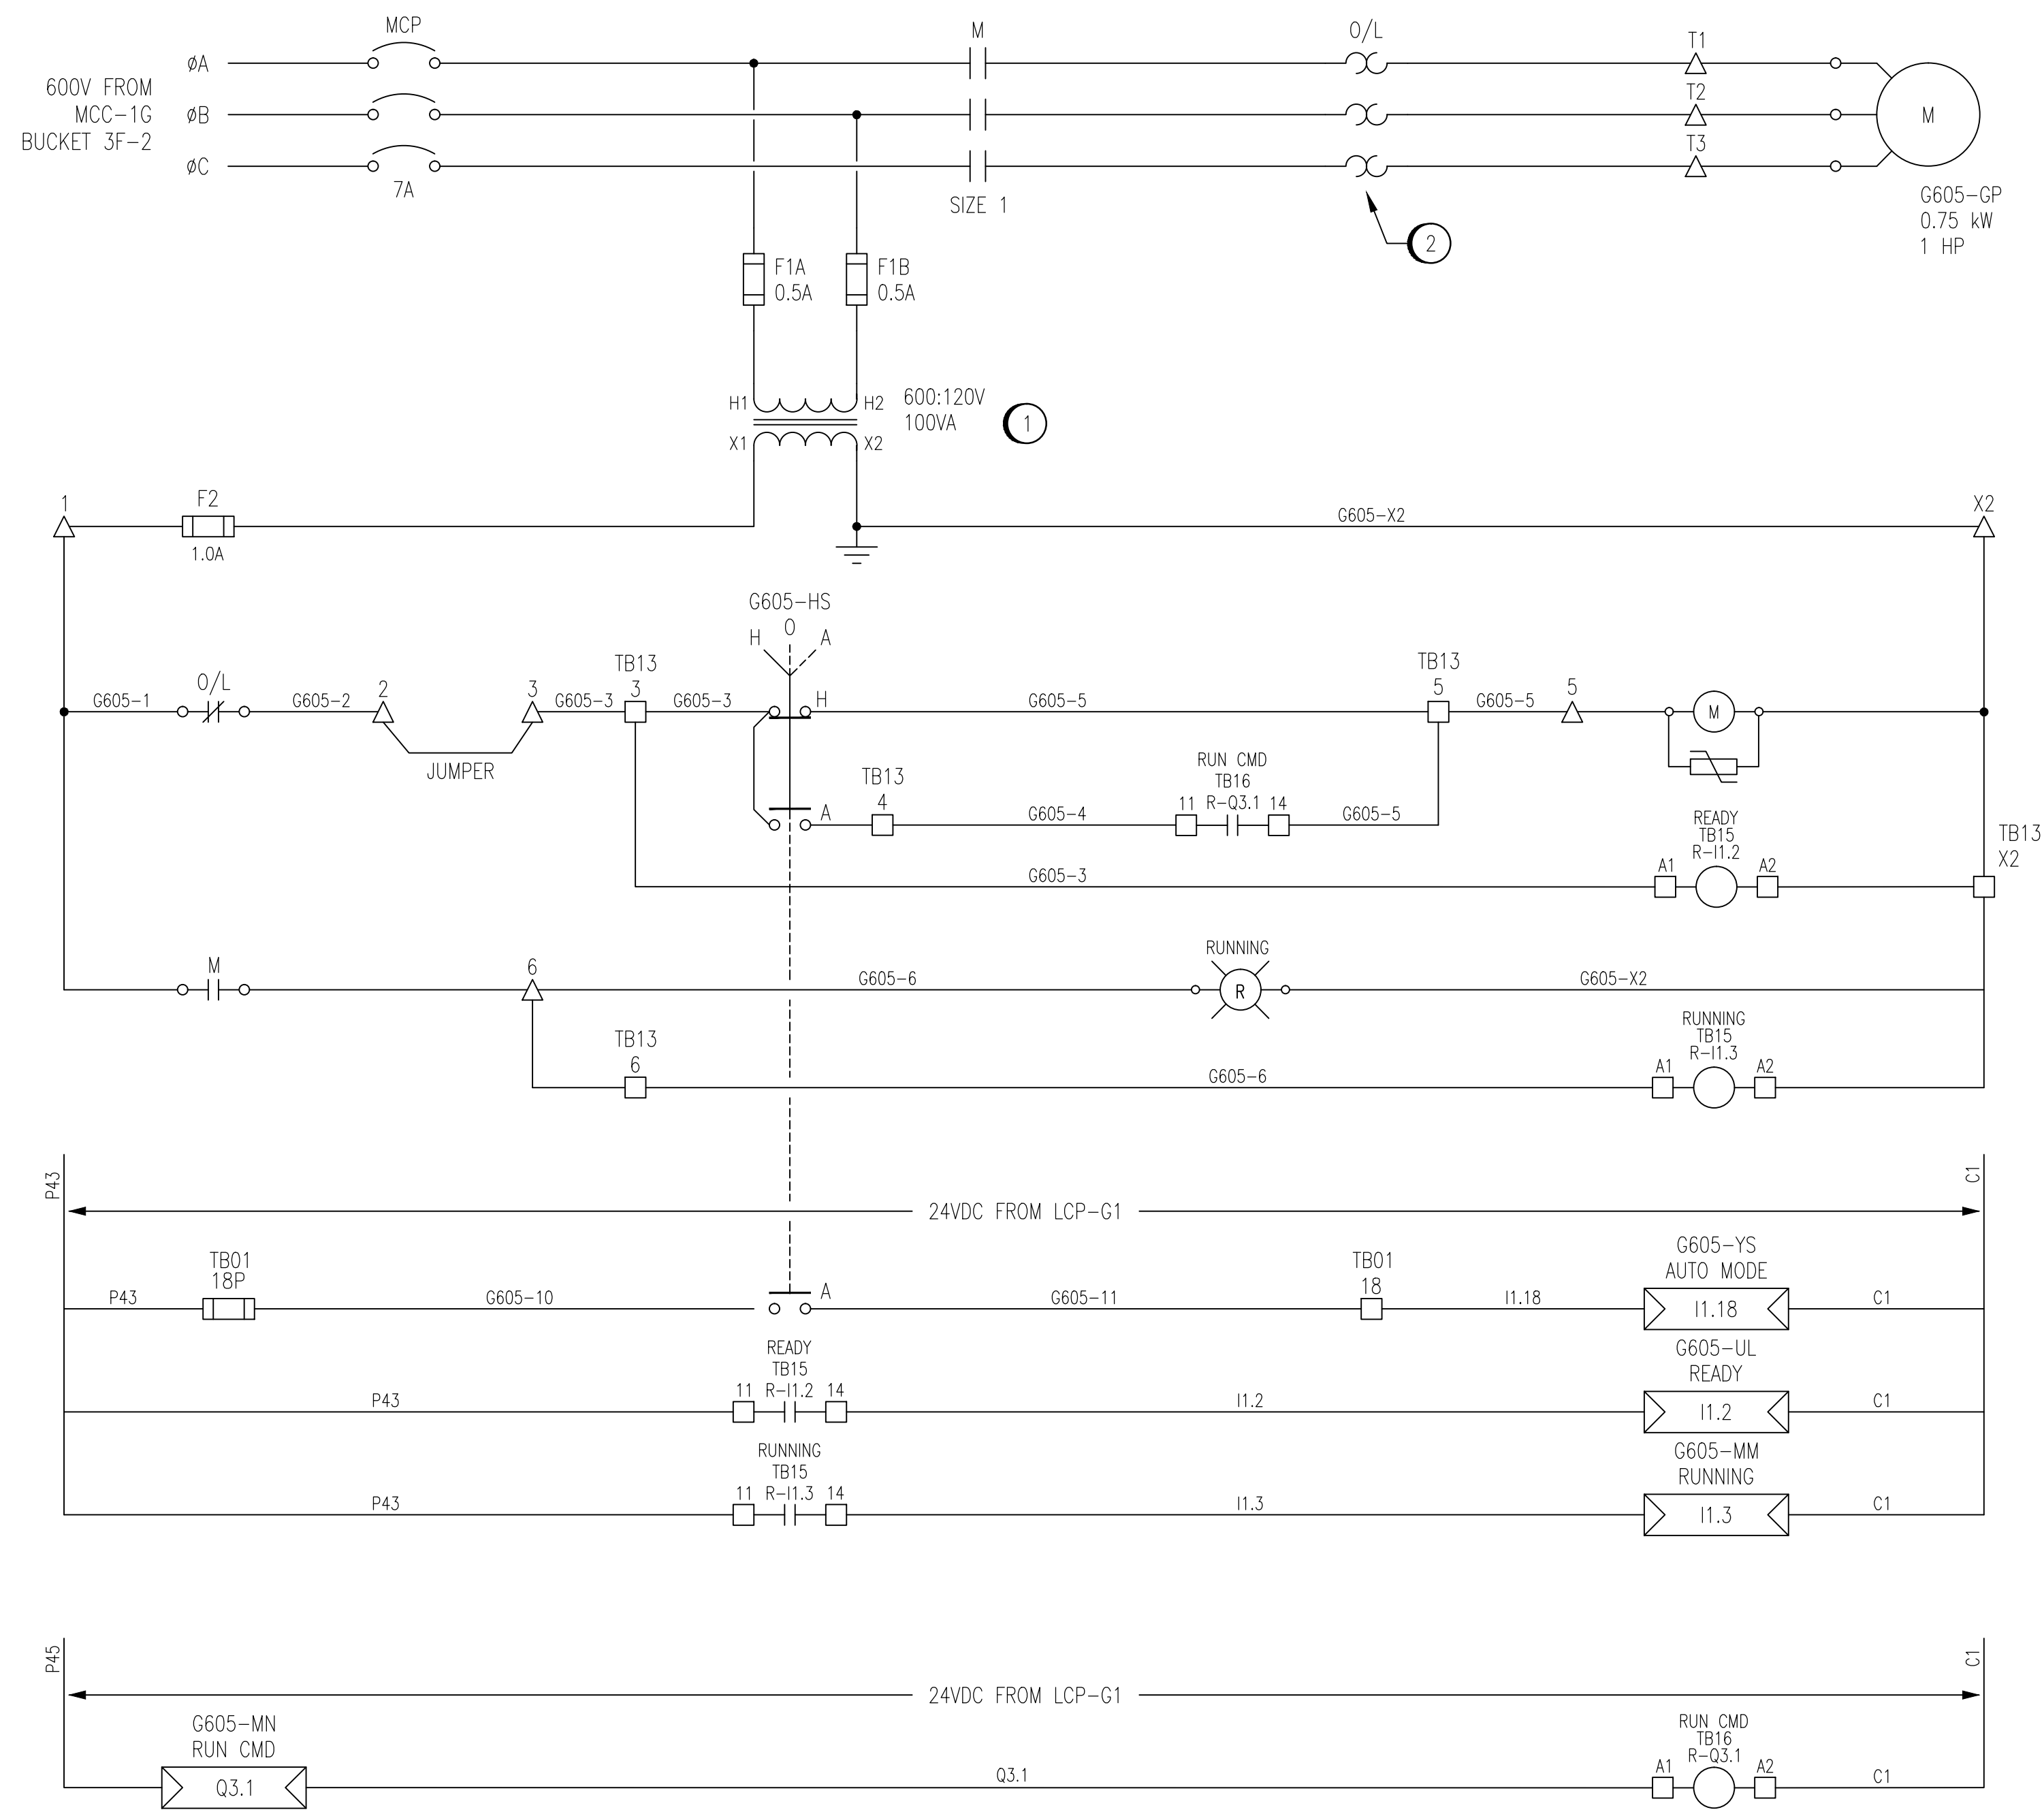 MCP
M
O/L
T1
øA
600V FROM
MCC-1G
BUCKET 3F-2
øB
T2
M
øC
T3
7A
SIZE 1
G605-GP
0.75 kW
1 HP
2
F1A
0.5A
F1B
0.5A
H1
H2
600:120V
100VA
1
X1
X2
1
F2
1.0A
G605-X2
X2
G605-HS
H
O
A
G605-1
O/L
G605-2
2
3
G605-3
TB13
3
G605-3
H
G605-5
TB13
5
G605-5
5
M
JUMPER
A
TB13
4
G605-4
RUN CMD
TB16
11
R-Q3.1
14
G605-5
READY
TB15
R-I1.2
TB13
X2
G605-3
A1
A2
M
6
G605-6
RUNNING
R
G605-X2
TB13
6
G605-6
RUNNING
TB15
R-I1.3
A1
A2
P43
24VDC FROM LCP-G1
C1
P43
TB01
18P
G605-10
A
G605-11
TB01
18
I1.18
G605-YS
AUTO MODE
I1.18
C1
P43
READY
TB15
11
R-I1.2
14
I1.2
G605-UL
READY
I1.2
C1
P43
RUNNING
TB15
11
R-I1.3
14
I1.3
G605-MM
RUNNING
I1.3
C1
P45
24VDC FROM LCP-G1
C1
G605-MN
RUN CMD
Q3.1
Q3.1
RUN CMD
TB16
R-Q3.1
A1
A2
C1